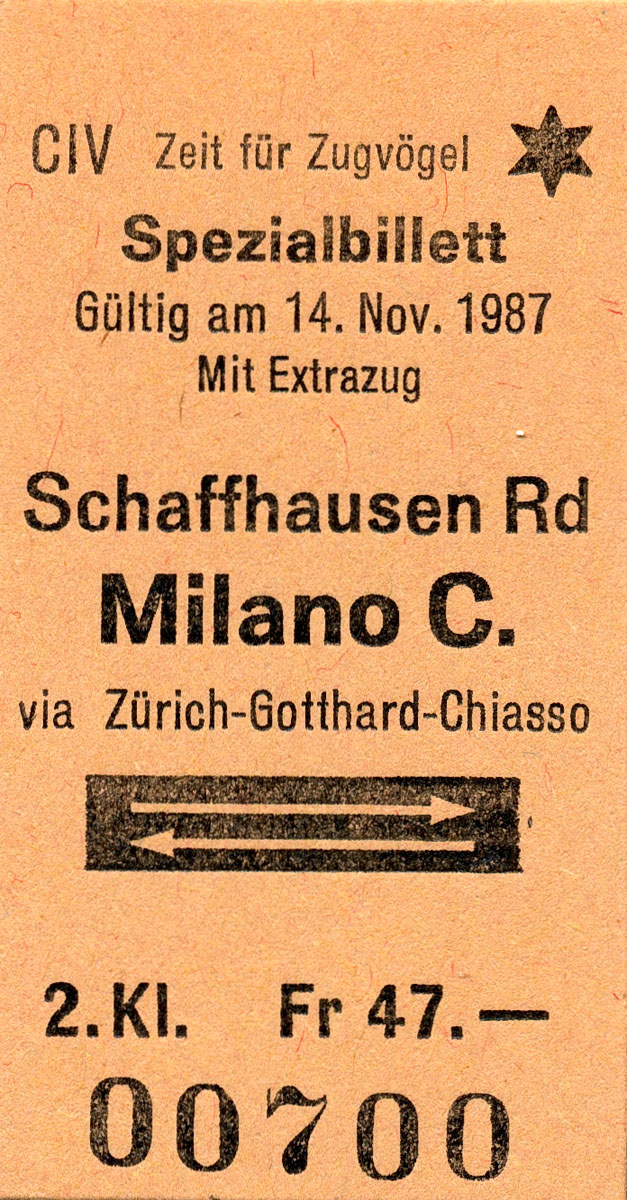 CIV Zeit für Zugvögel
Spezialbillett
Gültig am 14. Nov. 1987
Mit Extrazug
Schaffhausen Rd
Milano C.
via Zürich-Gotthard-Chiasso
2. Kl. Fr 47.—
00700